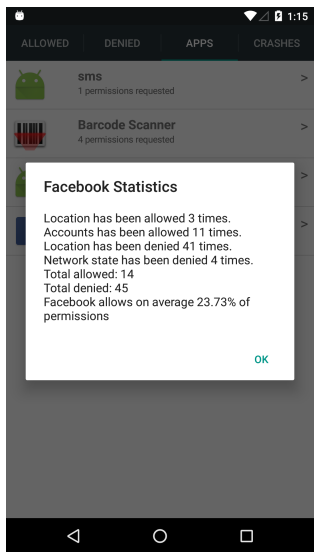 1:15
ALLOWED DENIED APPS CRASHES
sms
1 permissions requested
>
Barcode Scanner
4 permissions requested
>
>
>
Facebook Statistics
Location has been allowed 3 times.
Accounts has been allowed 11 times.
Location has been denied 41 times.
Network state has been denied 4 times.
Total allowed: 14
Total denied: 45
Facebook allows on average 23.73% of
permissions
OK